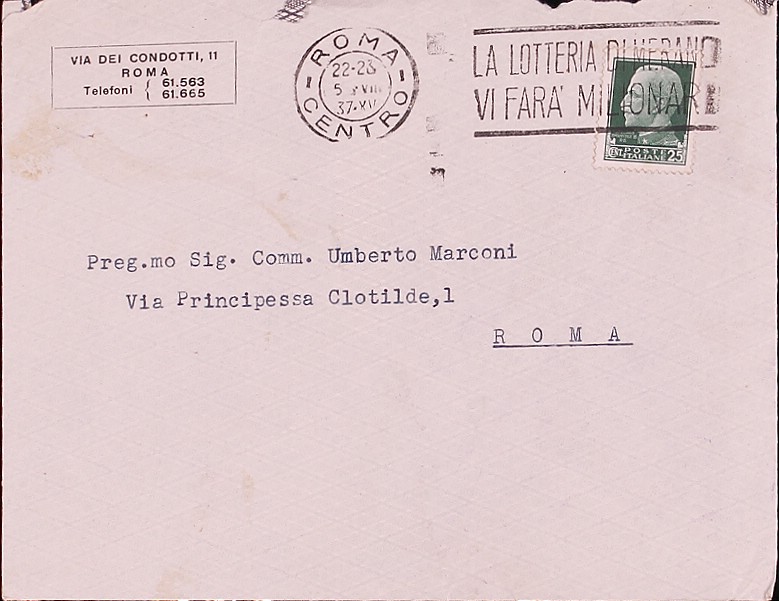 VIA DEI CONDOTTI, 11
ROMA
Telefoni { 61.563
{ 61.665
ROMA
22-23
37·XV
CENTRO
LA LOTTERIA DI MERANO
VI FARA' MILIONARI
POSTE
ITALIANE
25
Preg.mo Sig. Comm. Umberto Marconi
Via Principessa Clotilde,1
R O M A